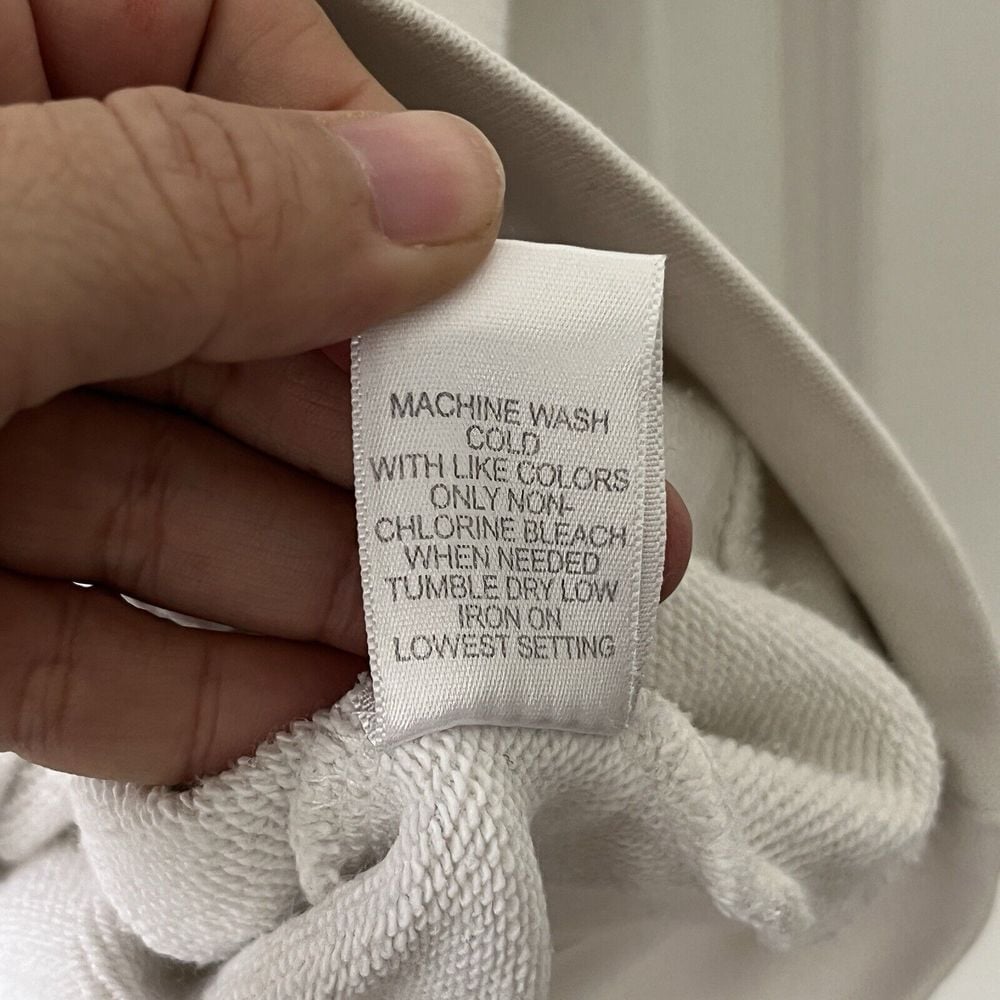 MACHINE WASH
COLD
WITH LIKE COLORS
ONLY NON-
CHLORINE BLEACH
WHEN NEEDED
TUMBLE DRY LOW
IRON ON
LOWEST SETTING